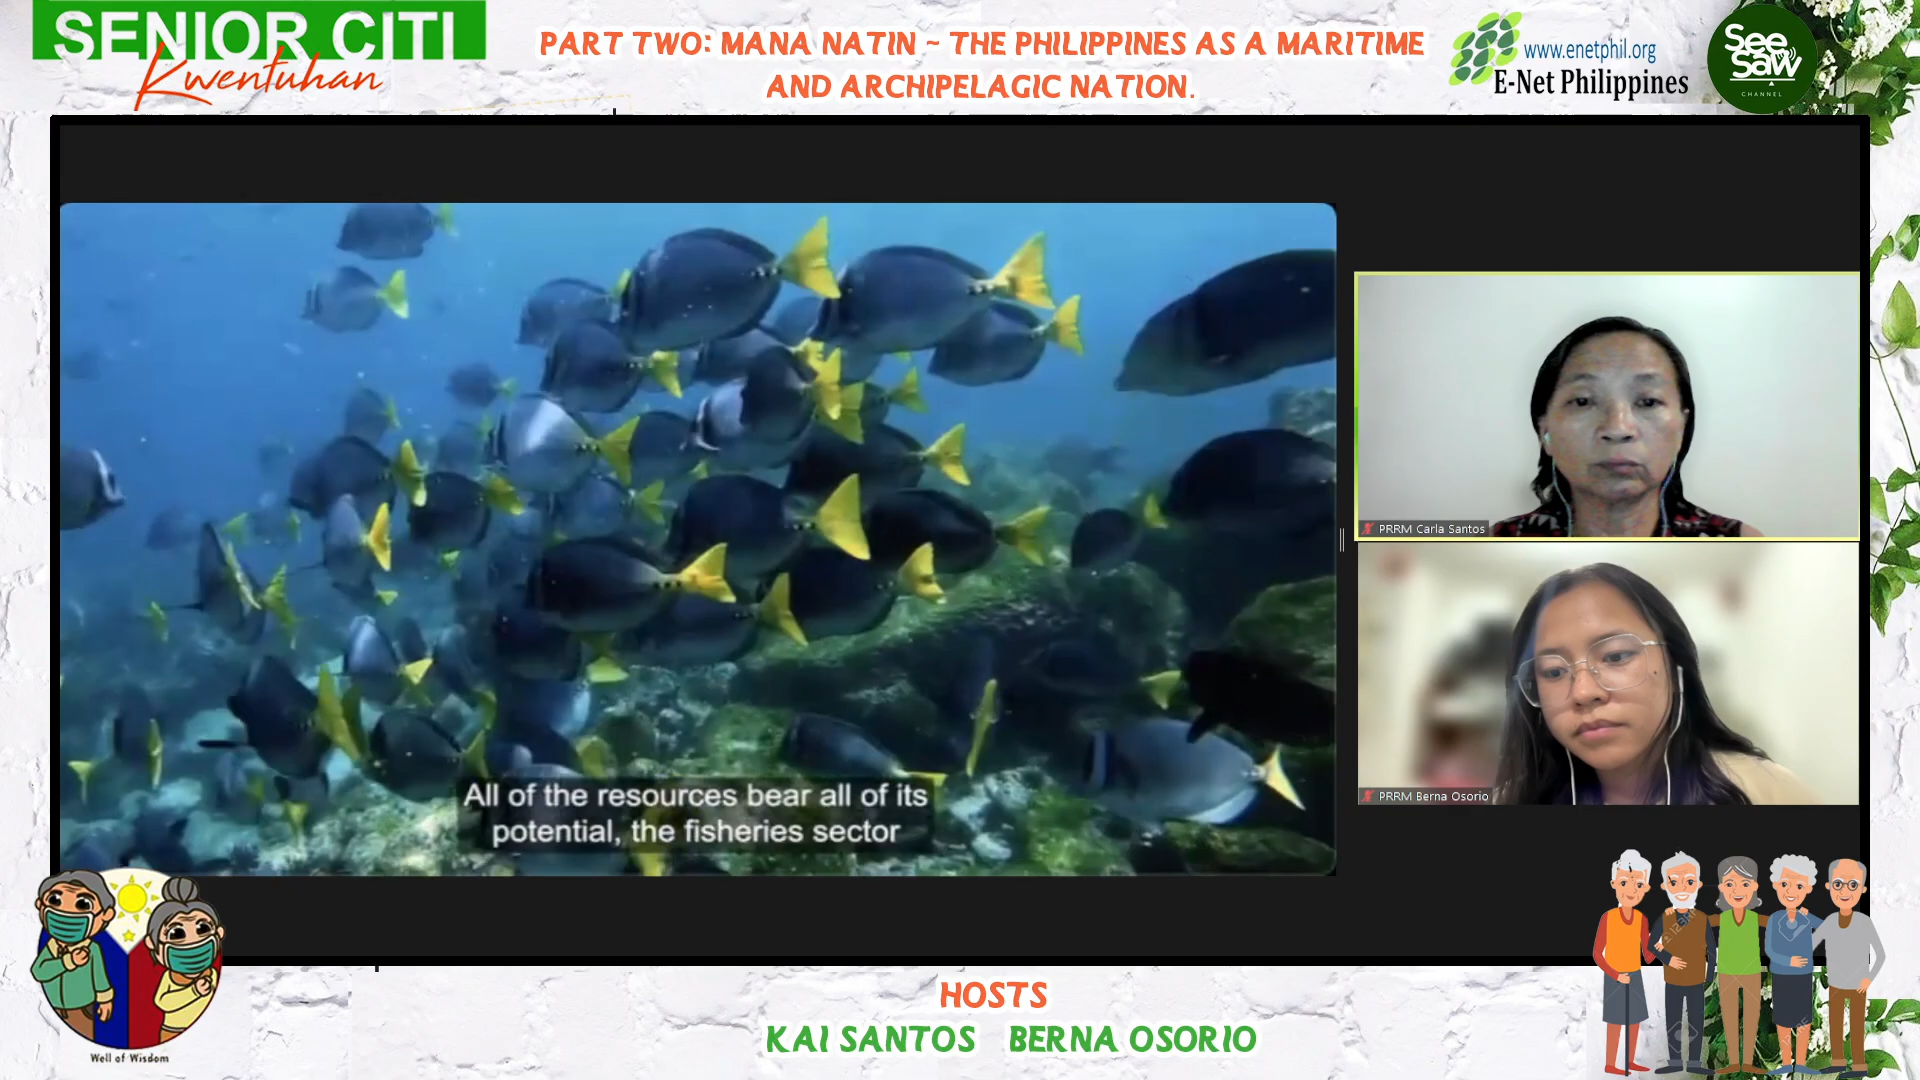 SENIOR CITI
Kwentuhan
PART TWO: MANA NATIN ~ THE PHILIPPINES AS A MARITIME
AND ARCHIPELAGIC NATION.
www.enetphil.org
E-Net Philippines
See
Saw
CHANNEL
PRRM Carla Santos
PRRM Berna Osorio
All of the resources bear all of its
potential, the fisheries sector
Well of Wisdom
HOSTS
KAI SANTOS BERNA OSORIO